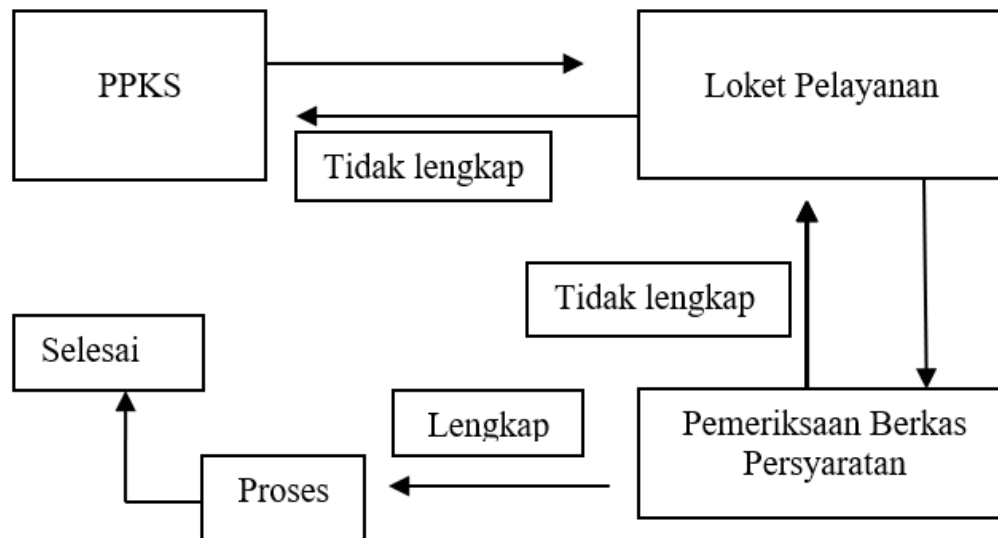 PPKS
Loket Pelayanan
Tidak lengkap
Tidak lengkap
Selesai
Lengkap
Pemeriksaan Berkas
Persyaratan
Proses